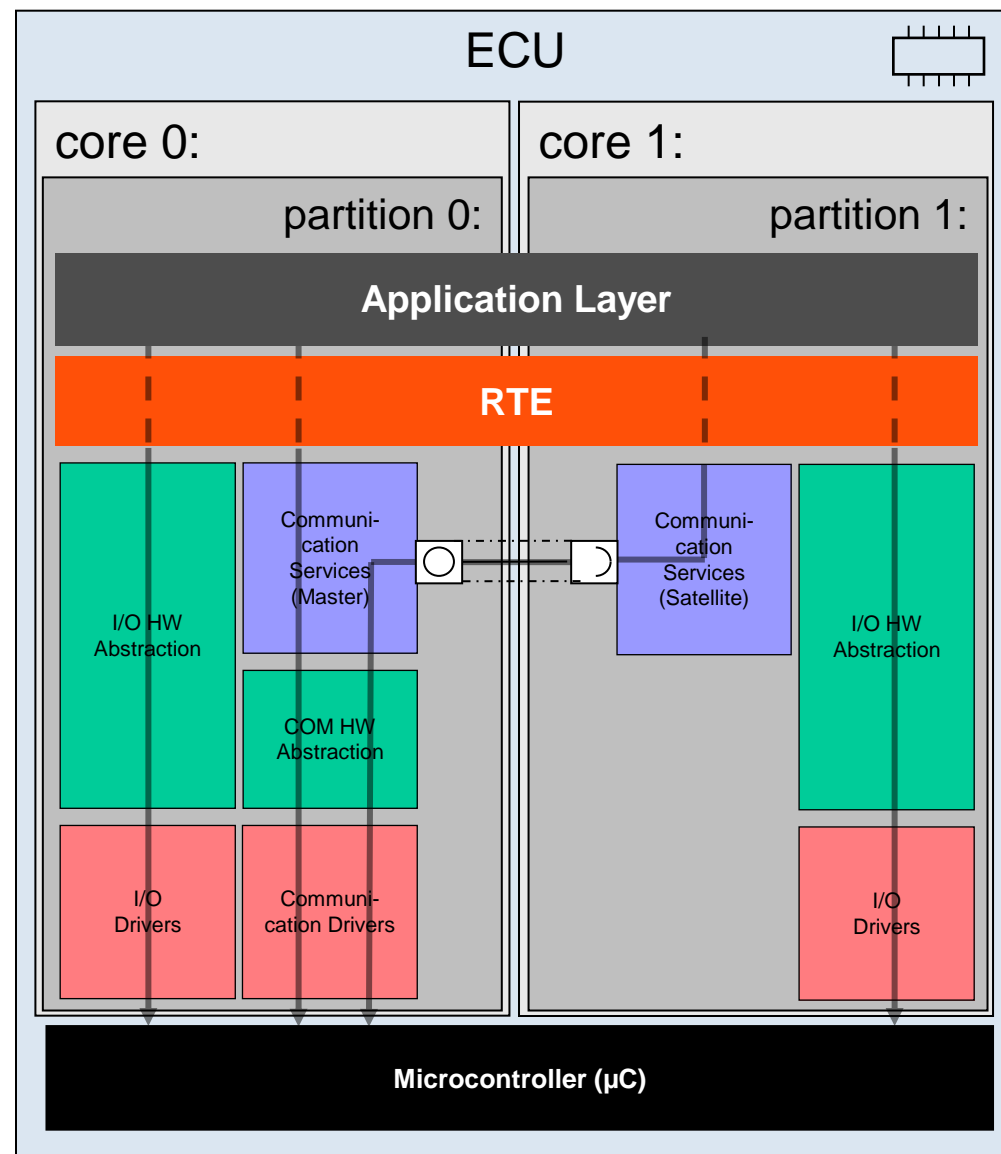 ECU
core 0:
core 1:
partition 0:
partition 1:
Application Layer
RTE
I/O HW
Abstraction
Communi-
cation
Services
(Master)
Communi-
cation
Services
(Satellite)
I/O HW
Abstraction
COM HW
Abstraction
I/O
Drivers
Communi-
cation Drivers
I/O
Drivers
Microcontroller (µC)